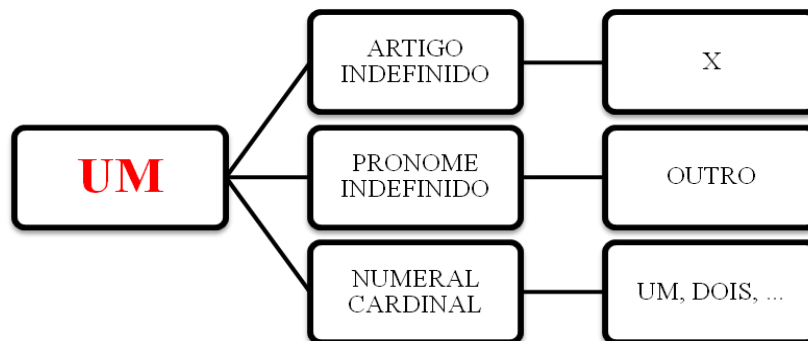 UM
ARTIGO
INDEFINIDO
X
PRONOME
INDEFINIDO
OUTRO
NUMERAL
CARDINAL
UM, DOIS, ...